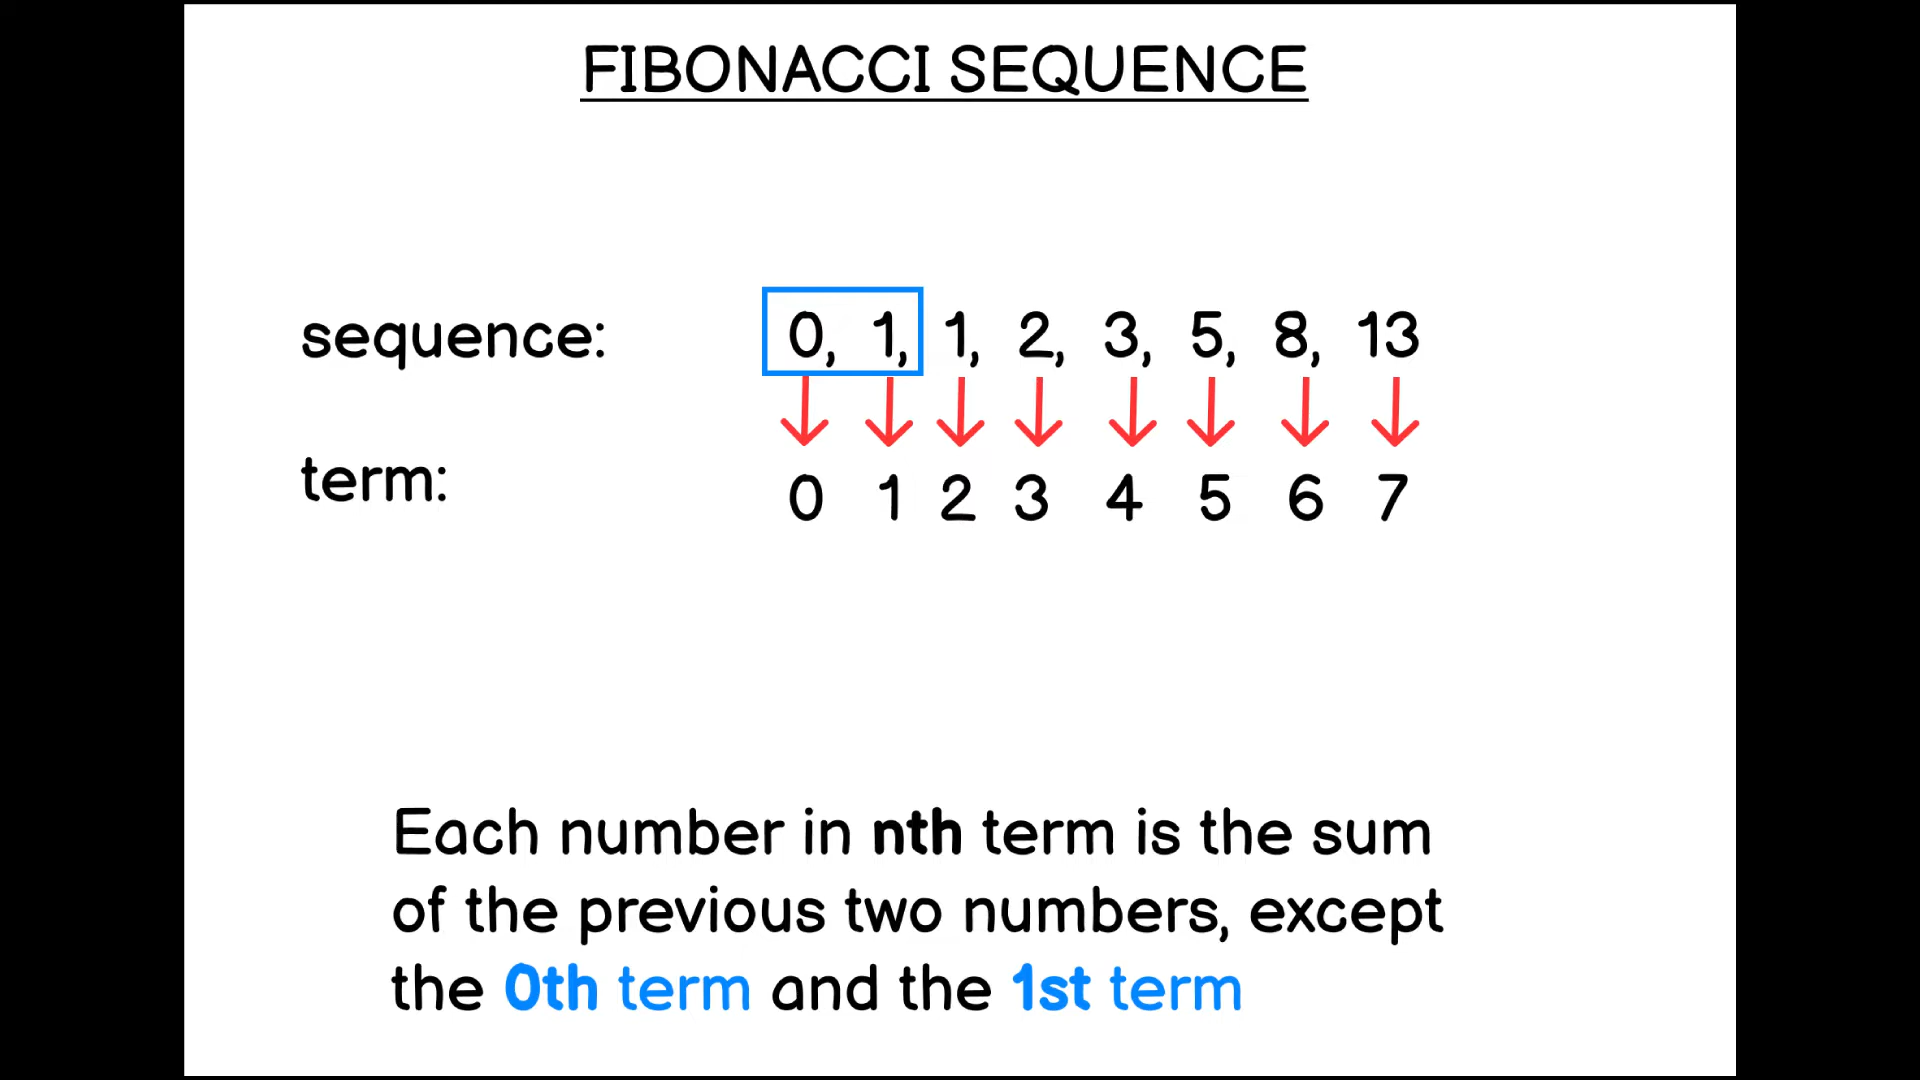 FIBONACCI SEQUENCE
sequence: 0, 1, 1, 2, 3, 5, 8, 13
term: 0 1 2 3 4 5 6 7
Each number in nth term is the sum
of the previous two numbers, except
the 0th term and the 1st term